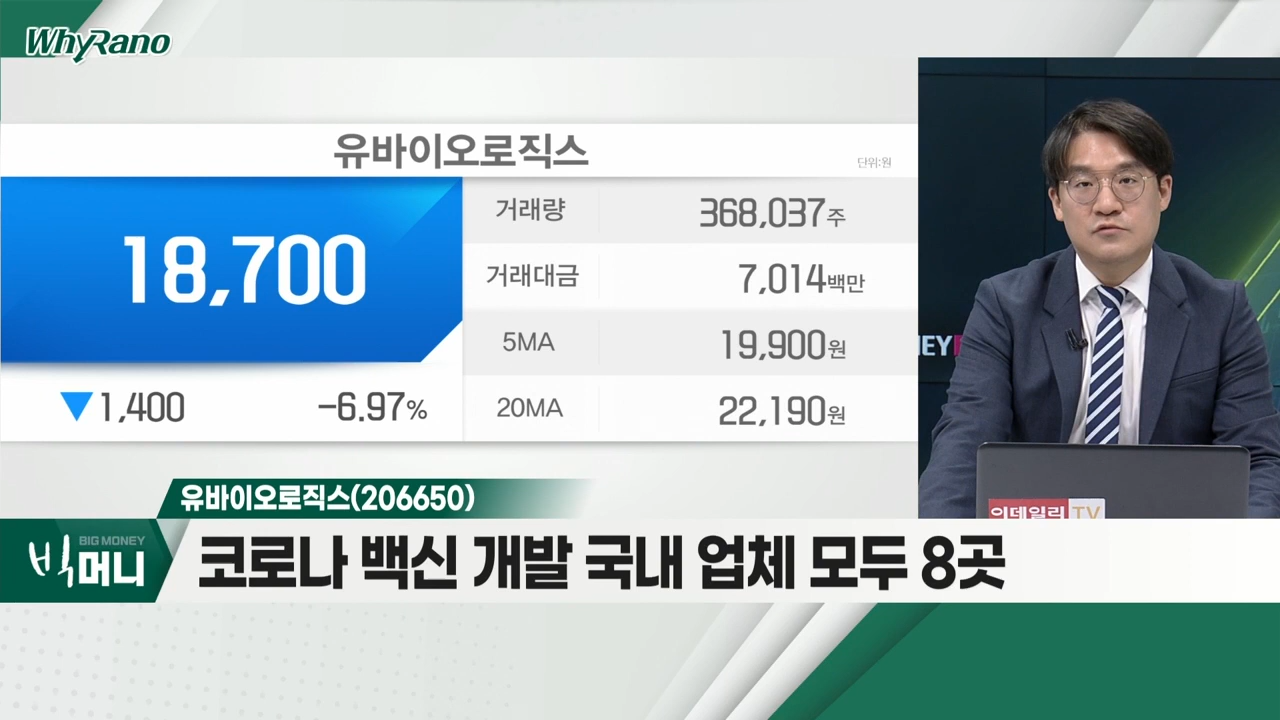 WhyRano
유바이오로직스
단위:원
18,700
▼1,400 -6.97%
거래량 368,037주
거래대금 7,014백만
5MA 19,900원
20MA 22,190원
이데일리 TV
유바이오로직스(206650)
BIG MONEY
빅머니
코로나 백신 개발 국내 업체 모두 8곳